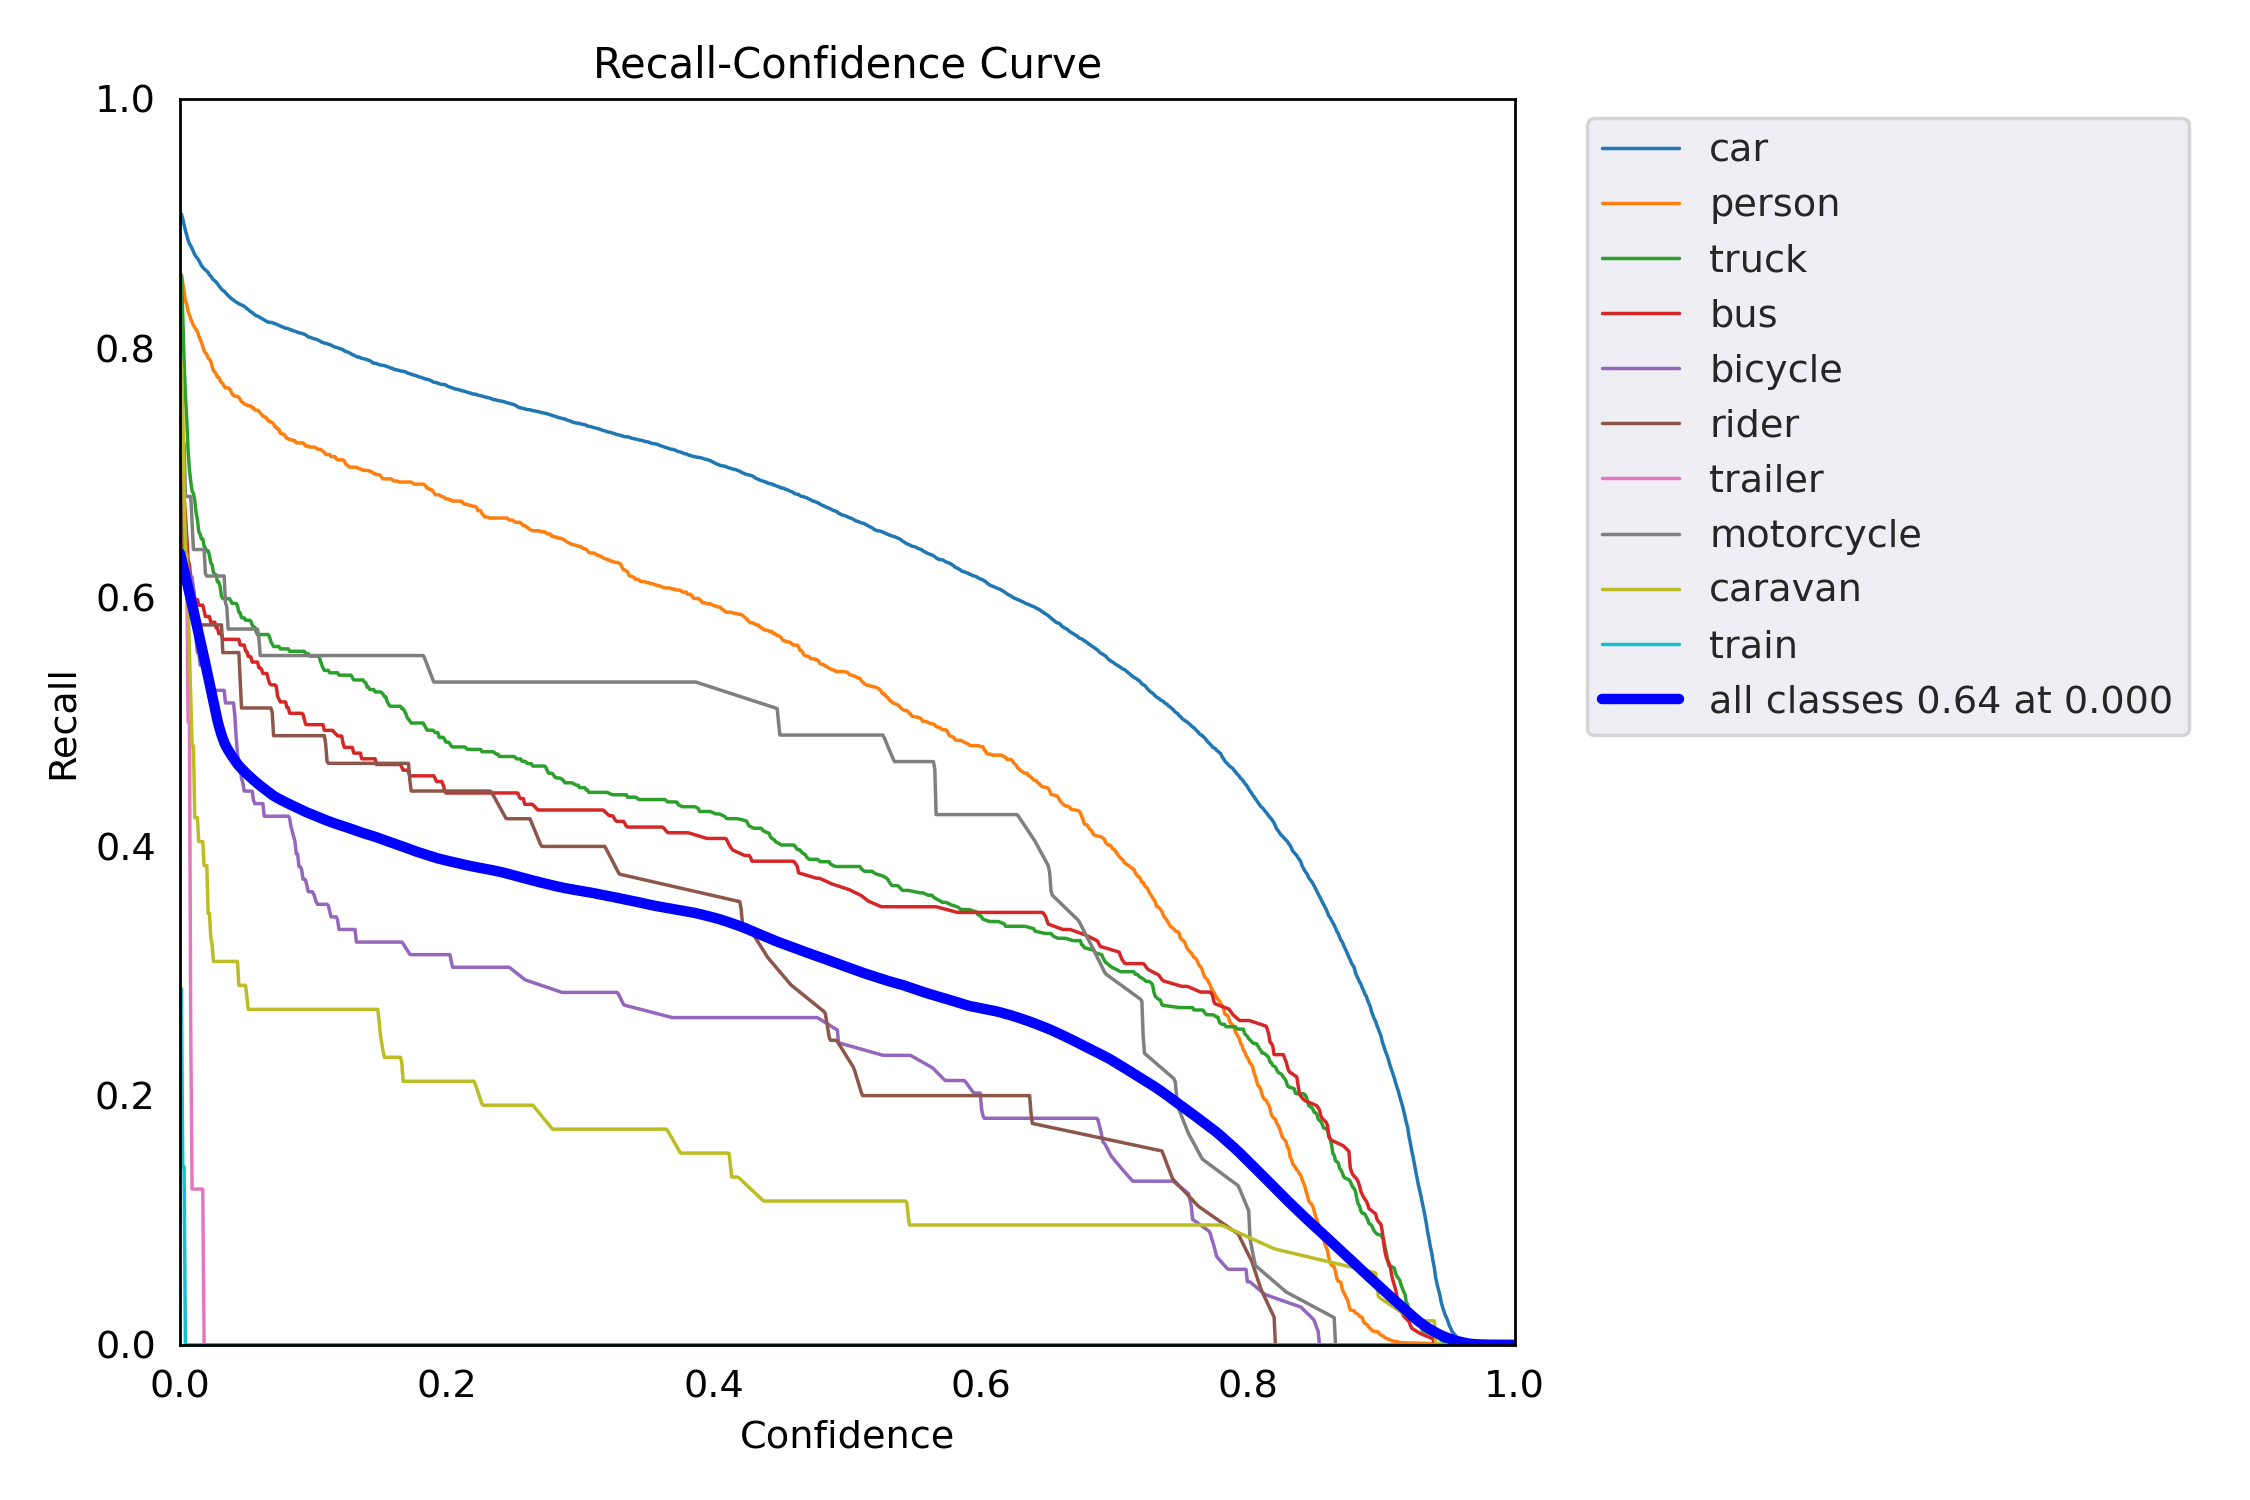 Recall-Confidence Curve
1.0
0.8
0.6
0.4
0.2
0.0
Recall
0.0 0.2 0.4 0.6 0.8 1.0
Confidence
car
person
truck
bus
bicycle
rider
trailer
motorcycle
caravan
train
all classes 0.64 at 0.000